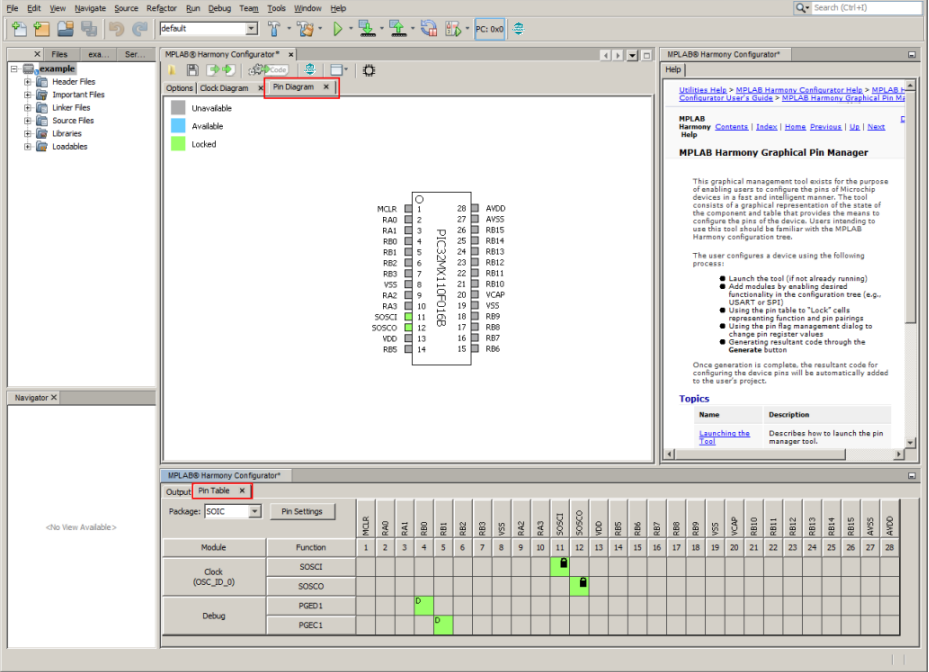 File Edit View Navigate Source Refactor Run Debug Team Tools Window Help
Search (Ctrl+I)
default
PC: 0x0
Files exa... Ser...
example
Header Files
Important Files
Linker Files
Source Files
Libraries
Loadables
Navigator
<No View Available>
MPLAB® Harmony Configurator*
Code
Options Clock Diagram Pin Diagram
Unavailable
Available
Locked
MCLR 1 28 AVDD
RA0 2 27 AVSS
RA1 3 26 RB15
RB0 4 25 RB14
RB1 5 24 RB13
RB2 6 23 RB12
RB3 7 22 RB11
VSS 8 21 RB10
RA2 9 20 VCAP
RA3 10 19 VSS
SOSCI 11 18 RB9
SOSCO 12 17 RB8
VDD 13 16 RB7
RB5 14 15 RB6
PIC32MX110F016B
MPLAB® Harmony Configurator*
Help
Utilities Help > MPLAB Harmony Configurator Help > MPLAB H
Configurator User's Guide > MPLAB Harmony Graphical Pin Ma
MPLAB
Harmony Contents | Index | Home Previous | Up | Next
Help
MPLAB Harmony Graphical Pin Manager
This graphical management tool exists for the purpose
of enabling users to configure the pins of Microchip
devices in a fast and intelligent manner. The tool
consists of a graphical representation of the state of
the component and table that provides the means to
configure the pins of the device. Users intending to
use this tool should be familiar with the MPLAB
Harmony configuration tree.
The user configures a device using the following
process:
● Launch the tool (if not already running)
● Add modules by enabling desired
functionality in the configuration tree (e.g.,
USART or SPI)
● Using the pin table to "Lock" cells
representing function and pin pairings
● Using the pin flag management dialog to
change pin register values
● Generating resultant code through the
Generate button
Once generation is complete, the resultant code for
configuring the device pins will be automatically added
to the user's project.
Topics
Name Description
Launching the Describes how to launch the pin
Tool manager tool.
MPLAB® Harmony Configurator*
Output Pin Table
Package: SOIC Pin Settings
MCLR RA0 RA1 RB0 RB1 RB2 RB3 VSS RA2 RA3 SOSCI SOSCO VDD RB5 RB6 RB7 RB8 RB9 VSS VCAP RB10 RB11 RB12 RB13 RB14 RB15 AVSS AVDD
Module Function 1 2 3 4 5 6 7 8 9 10 11 12 13 14 15 16 17 18 19 20 21 22 23 24 25 26 27 28
Clock
(OSC_ID_0)
SOSCI
SOSCO
Debug
PGED1 D
PGEC1 D